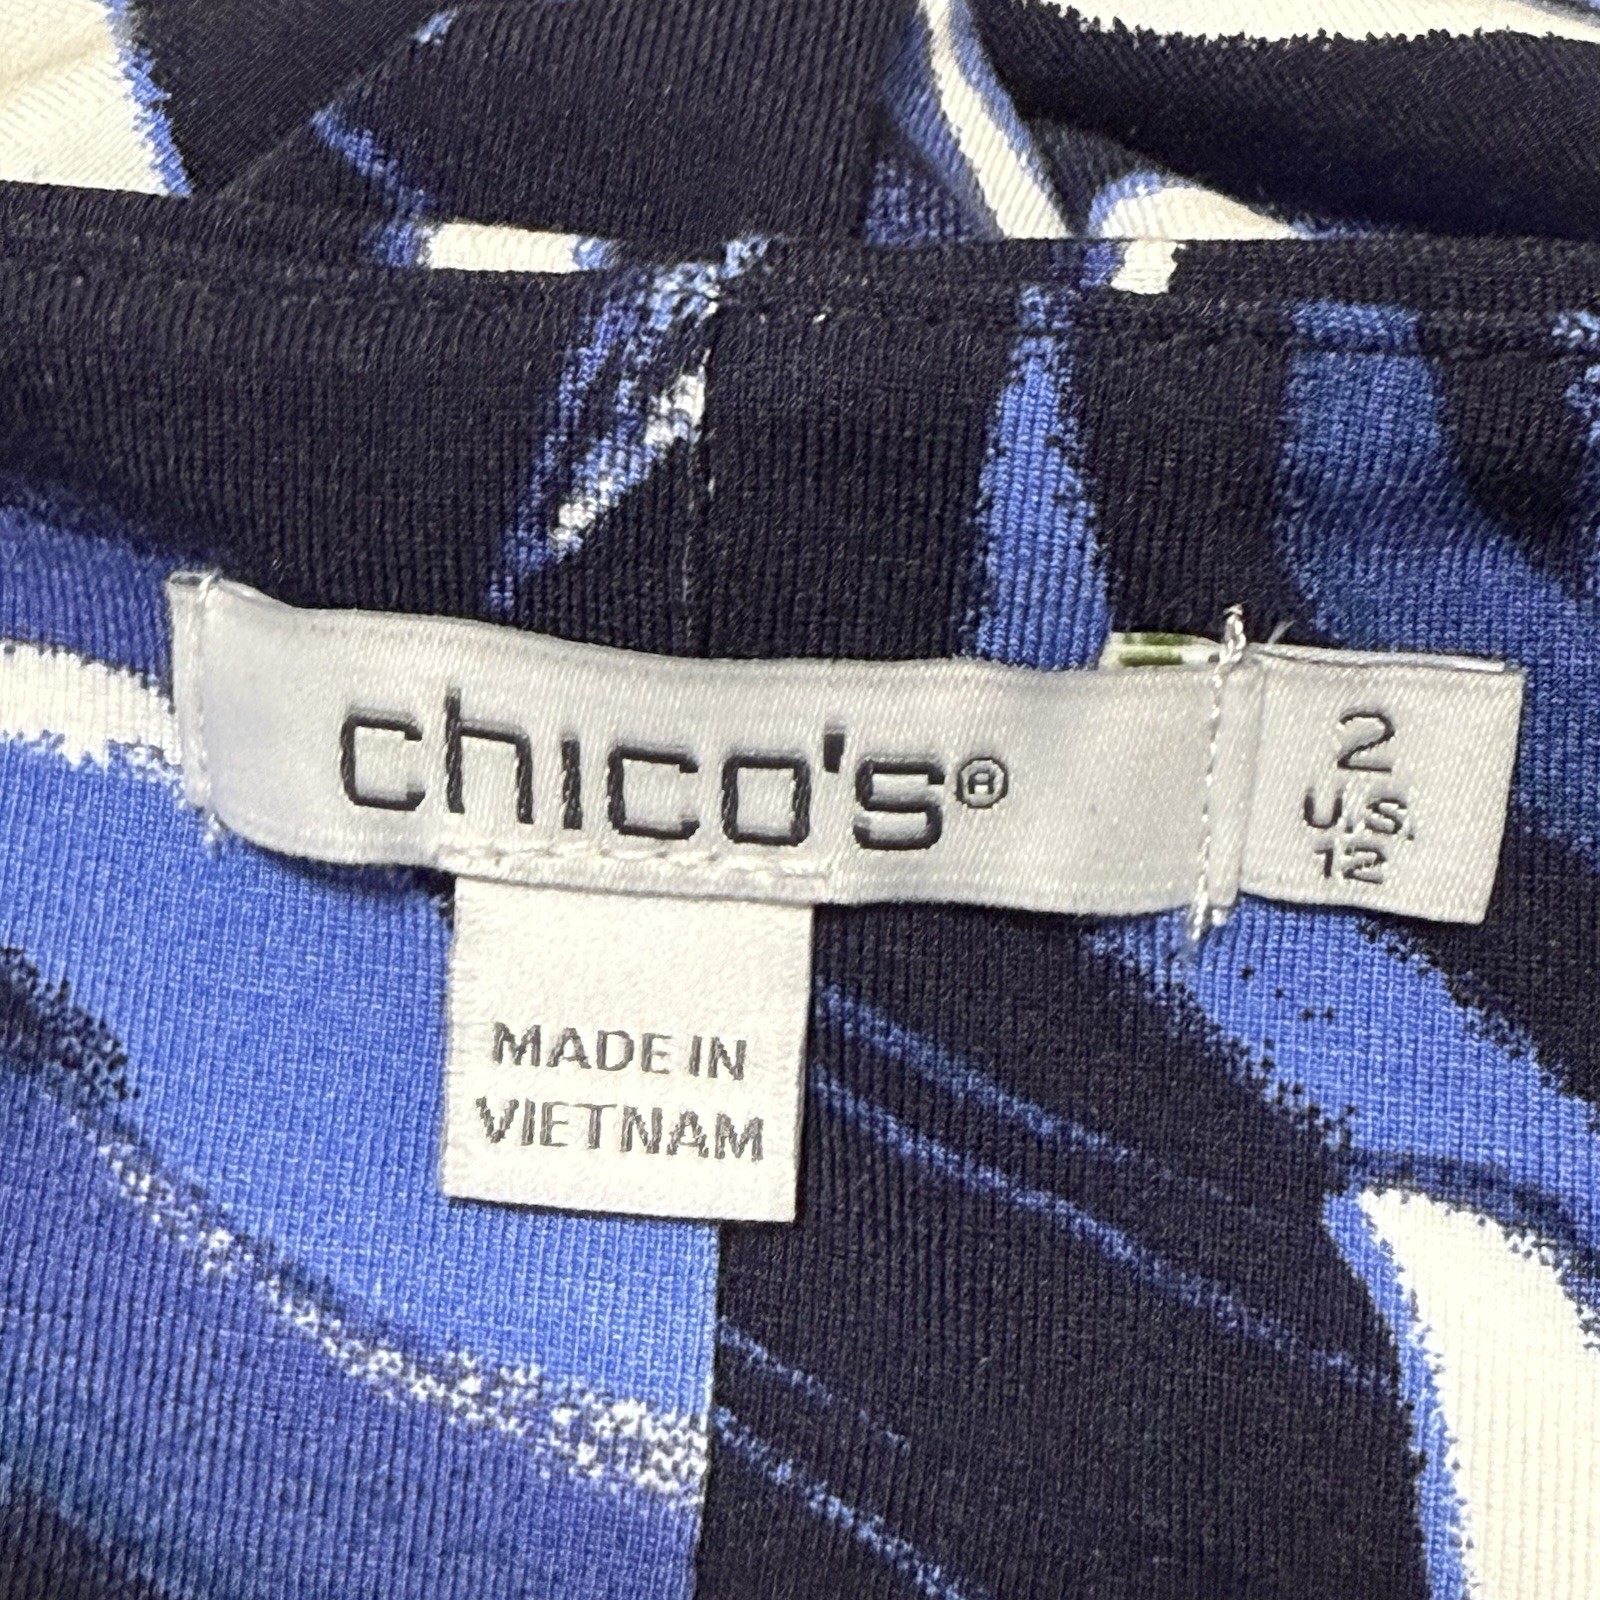 chico's®
2
U.S.
12
MADE IN
VIETNAM